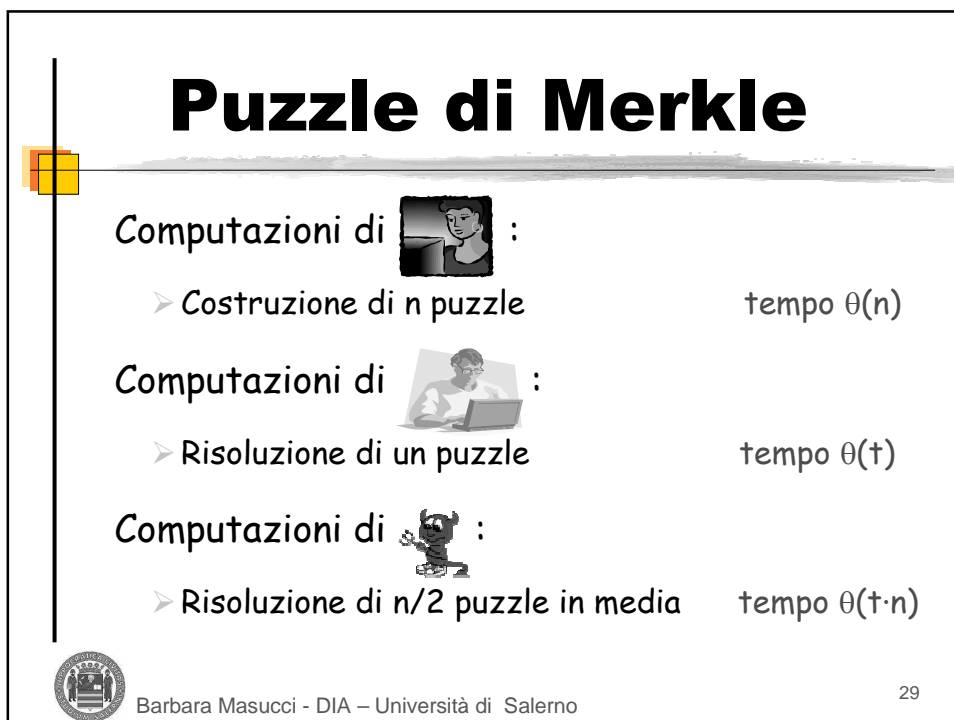 Puzzle di Merkle
Computazioni di :
➢ Costruzione di n puzzle tempo θ(n)
Computazioni di :
➢ Risoluzione di un puzzle tempo θ(t)
Computazioni di :
➢ Risoluzione di n/2 puzzle in media tempo θ(t·n)
Barbara Masucci - DIA – Università di Salerno 29